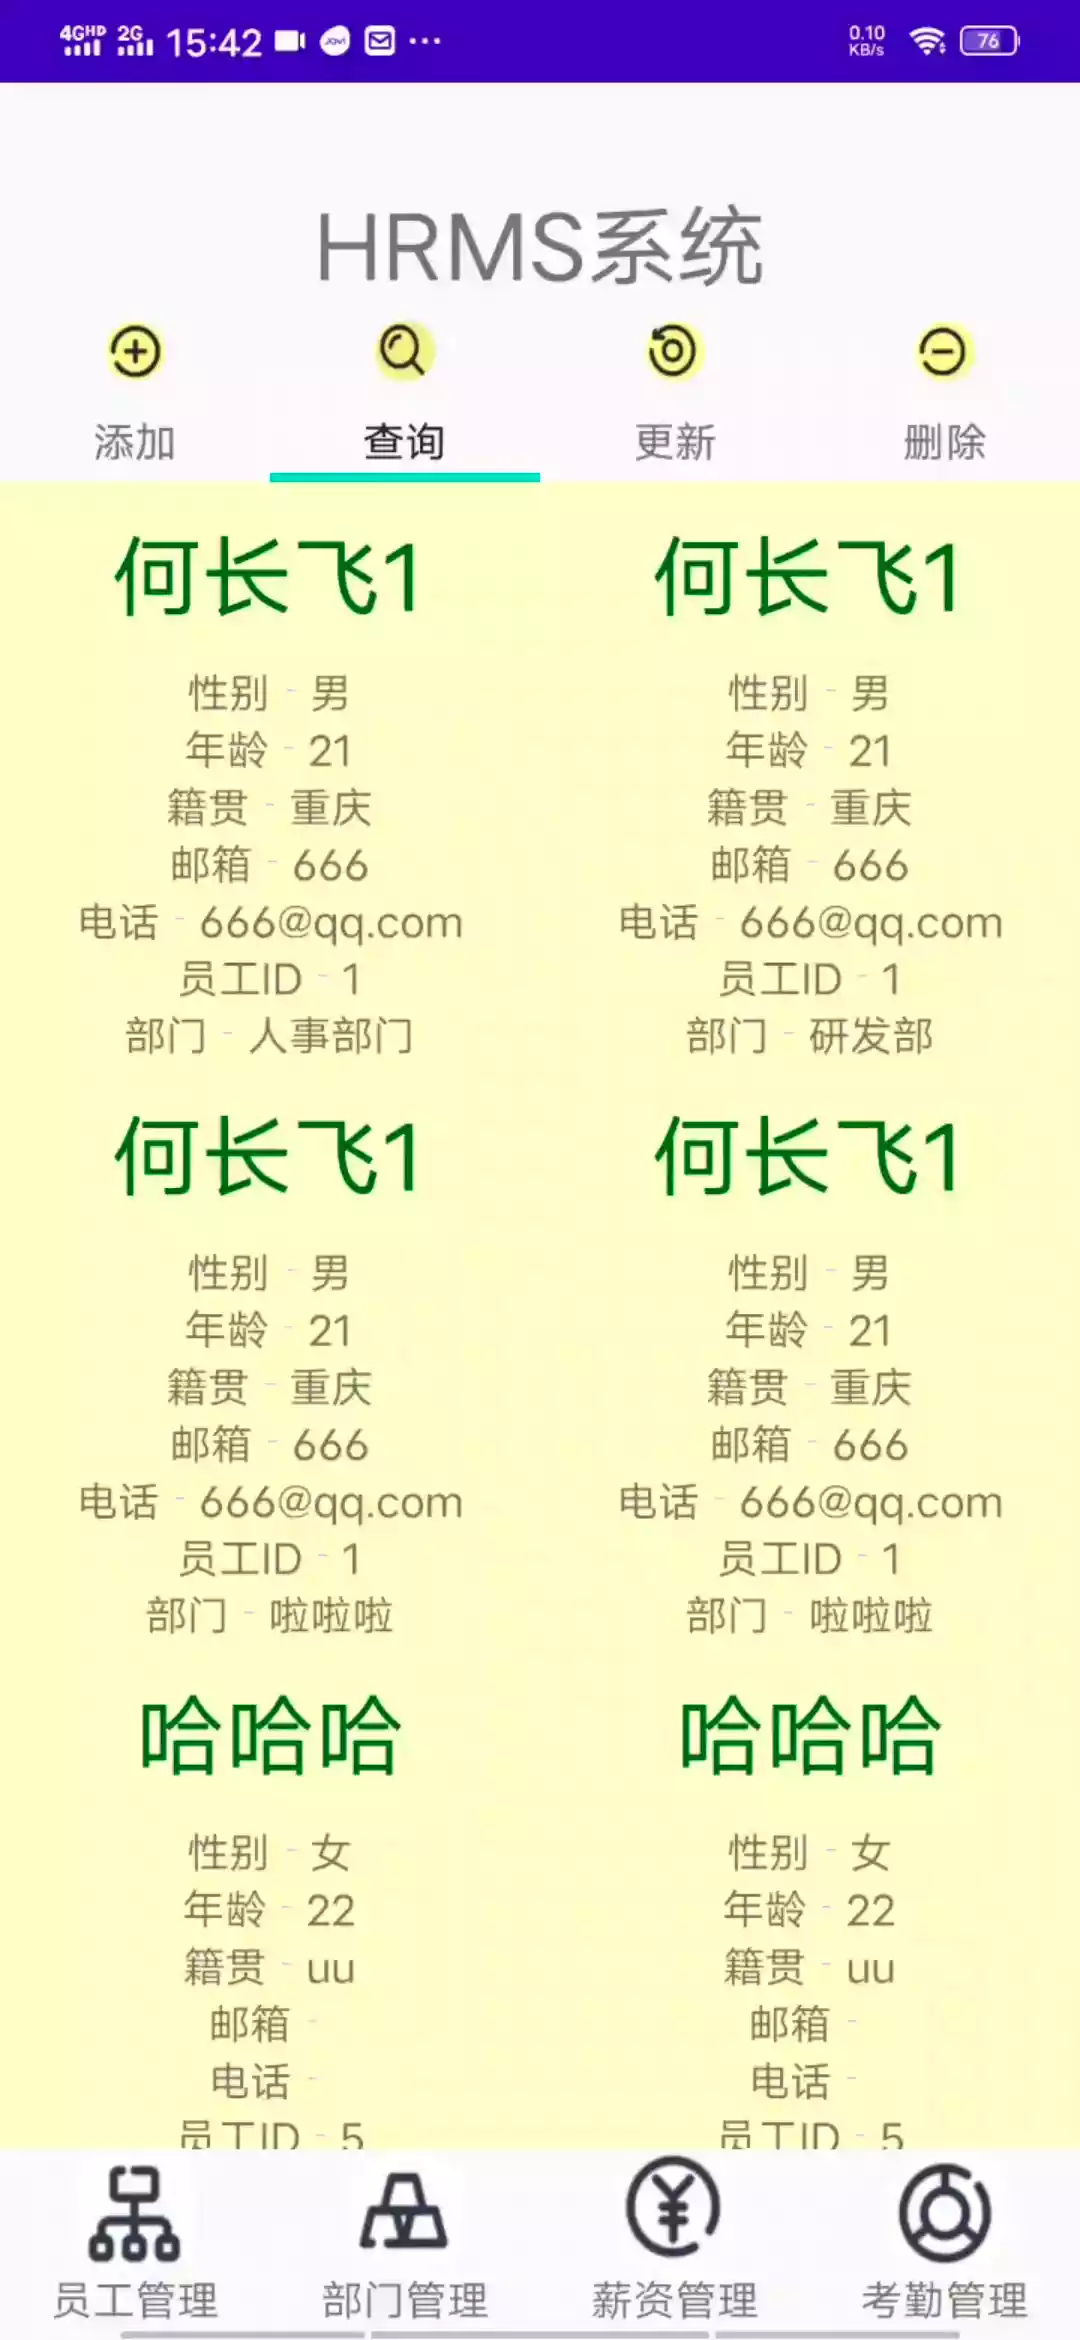 4GHD 2G 15:42 JOVI ··· 0.10 KB/s 76
HRMS系统
添加 查询 更新 删除
何长飞1 何长飞1
性别 - 男 性别 - 男
年龄 - 21 年龄 - 21
籍贯 - 重庆 籍贯 - 重庆
邮箱 - 666 邮箱 - 666
电话 - 666@qq.com 电话 - 666@qq.com
员工ID - 1 员工ID - 1
部门 - 人事部门 部门 - 研发部
何长飞1 何长飞1
性别 - 男 性别 - 男
年龄 - 21 年龄 - 21
籍贯 - 重庆 籍贯 - 重庆
邮箱 - 666 邮箱 - 666
电话 - 666@qq.com 电话 - 666@qq.com
员工ID - 1 员工ID - 1
部门 - 啦啦啦 部门 - 啦啦啦
哈哈哈 哈哈哈
性别 - 女 性别 - 女
年龄 - 22 年龄 - 22
籍贯 - uu 籍贯 - uu
邮箱 - 邮箱 -
电话 - 电话 -
员工ID - 5 员工ID - 5
员工管理 部门管理 薪资管理 考勤管理